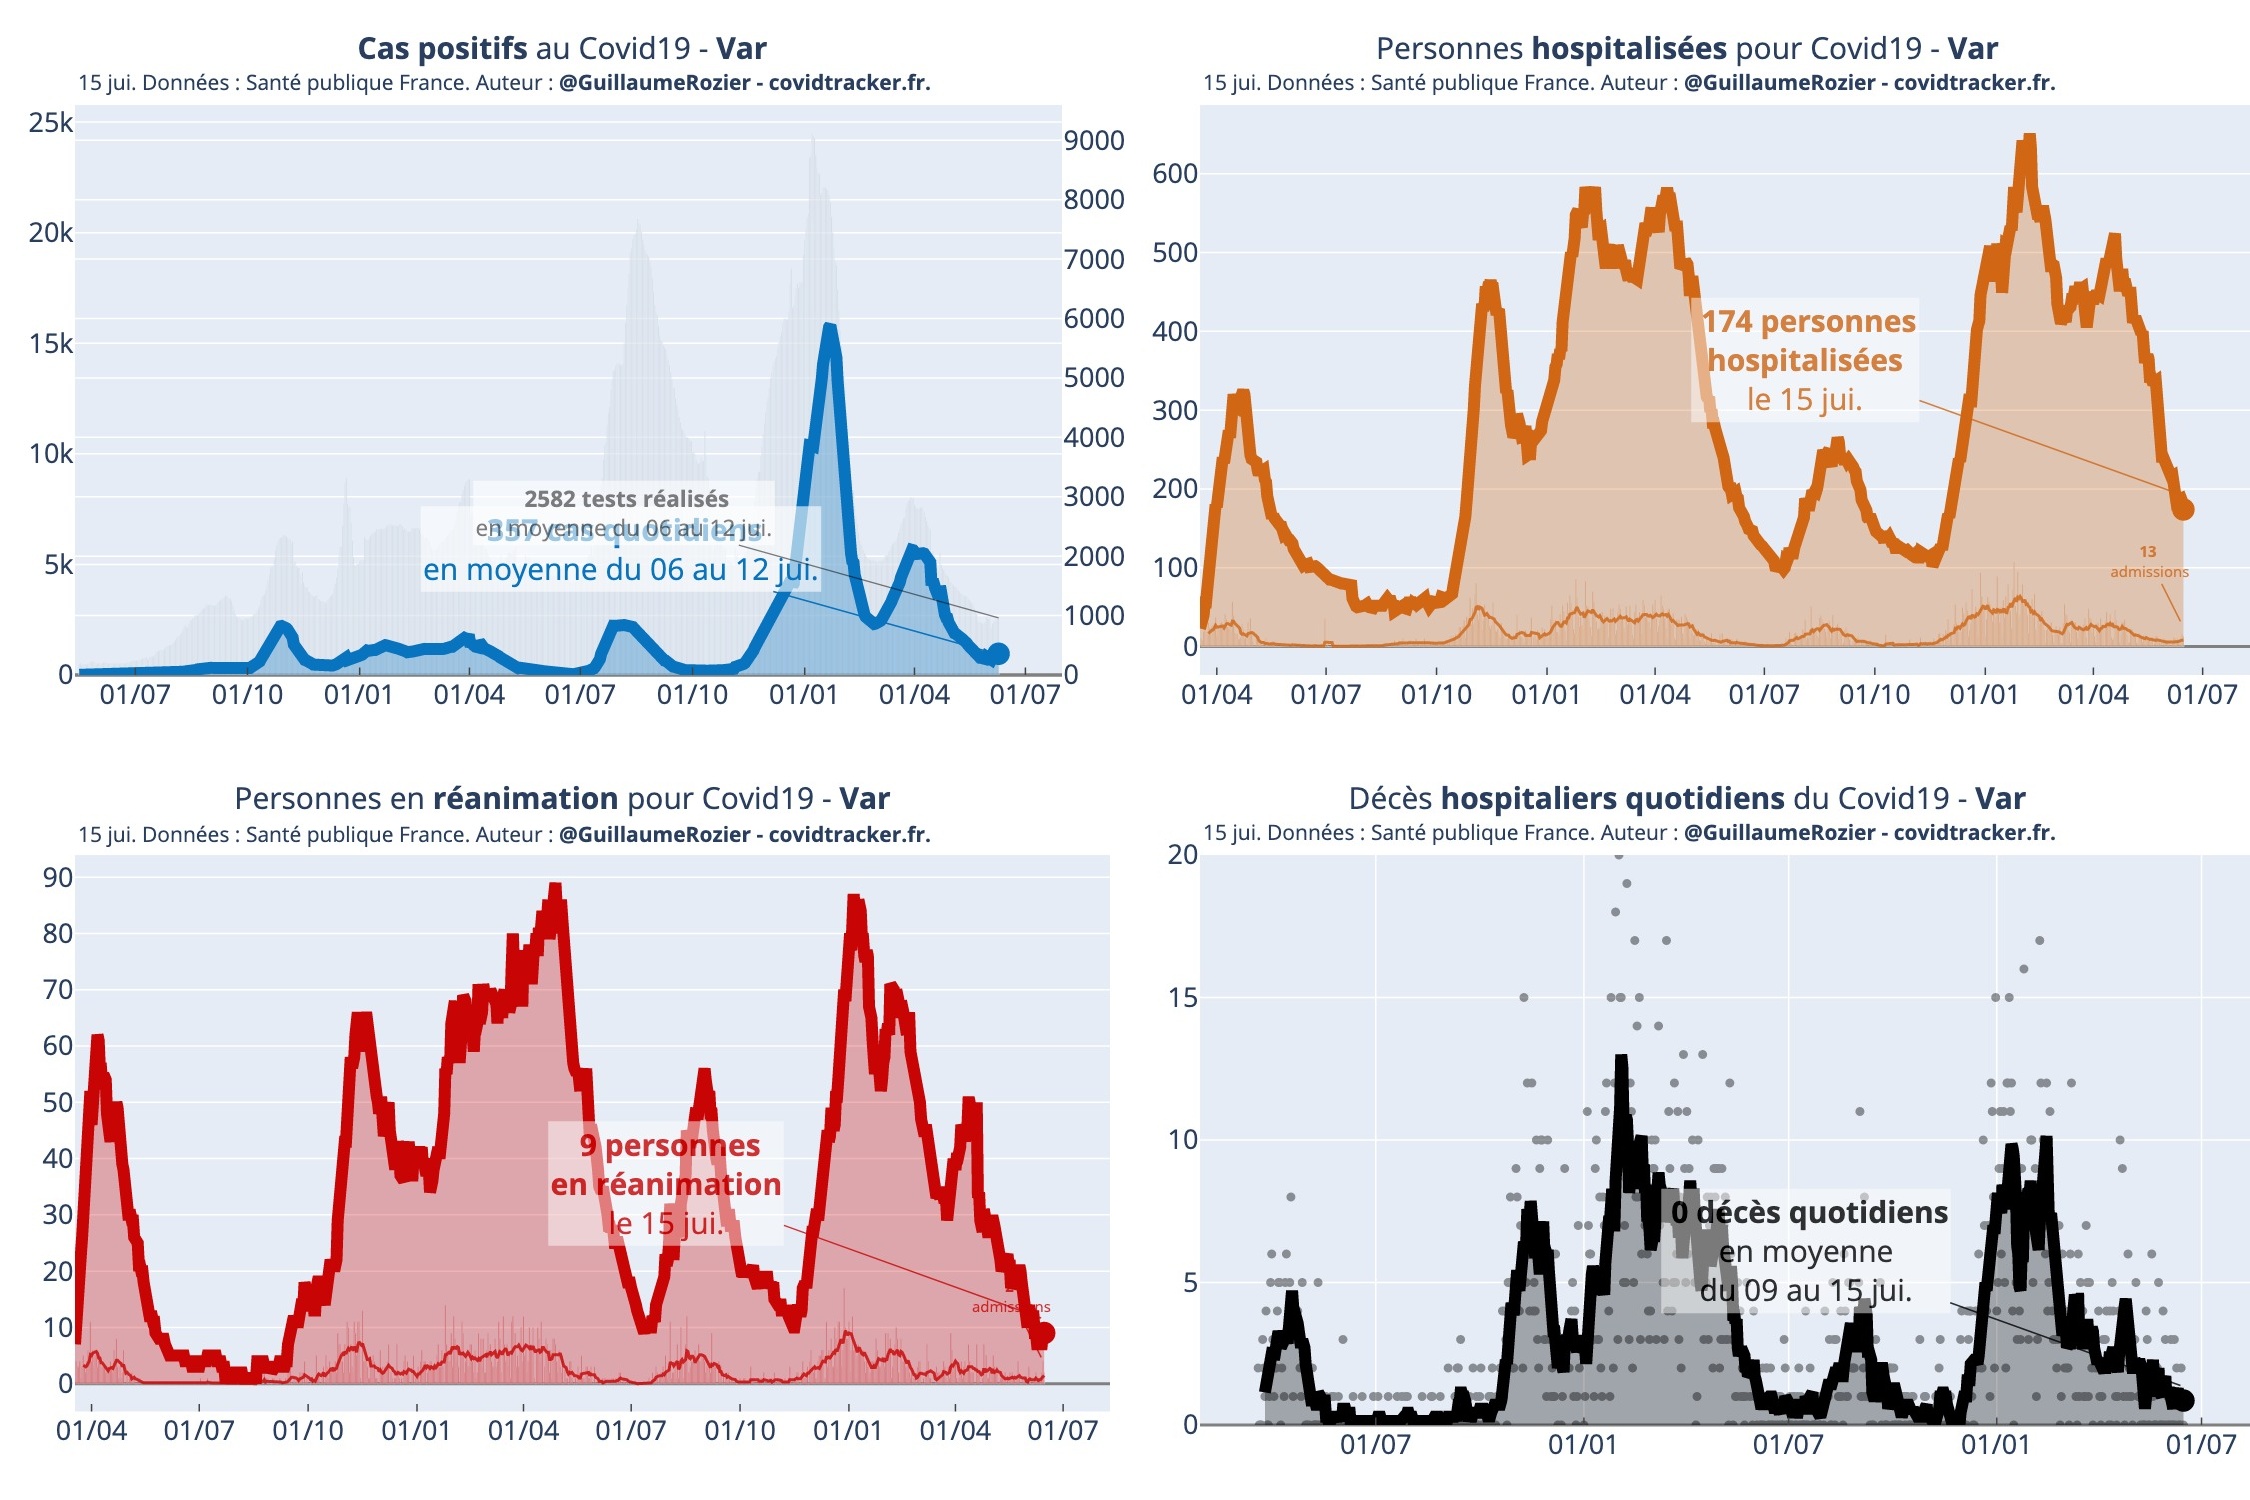 Cas positifs au Covid19 - Var
15 jui. Données : Santé publique France. Auteur : @GuillaumeRozier - covidtracker.fr.
25k
20k
15k
10k
5k
0
9000
8000
7000
6000
5000
4000
3000
2000
1000
0
2582 tests réalisés
en moyenne du 06 au 12 jui.
357 cas quotidiens
en moyenne du 06 au 12 jui.
01/07 01/10 01/01 01/04 01/07 01/10 01/01 01/04 01/07
Personnes hospitalisées pour Covid19 - Var
15 jui. Données : Santé publique France. Auteur : @GuillaumeRozier - covidtracker.fr.
600
500
400
300
200
100
0
174 personnes
hospitalisées
le 15 jui.
13
admissions
01/04 01/07 01/10 01/01 01/04 01/07 01/10 01/01 01/04 01/07
Personnes en réanimation pour Covid19 - Var
15 jui. Données : Santé publique France. Auteur : @GuillaumeRozier - covidtracker.fr.
90
80
70
60
50
40
30
20
10
0
9 personnes
en réanimation
le 15 jui.
admissions
01/04 01/07 01/10 01/01 01/04 01/07 01/10 01/01 01/04 01/07
Décès hospitaliers quotidiens du Covid19 - Var
15 jui. Données : Santé publique France. Auteur : @GuillaumeRozier - covidtracker.fr.
20
15
10
5
0
0 décès quotidiens
en moyenne
du 09 au 15 jui.
01/07 01/01 01/07 01/01 01/07